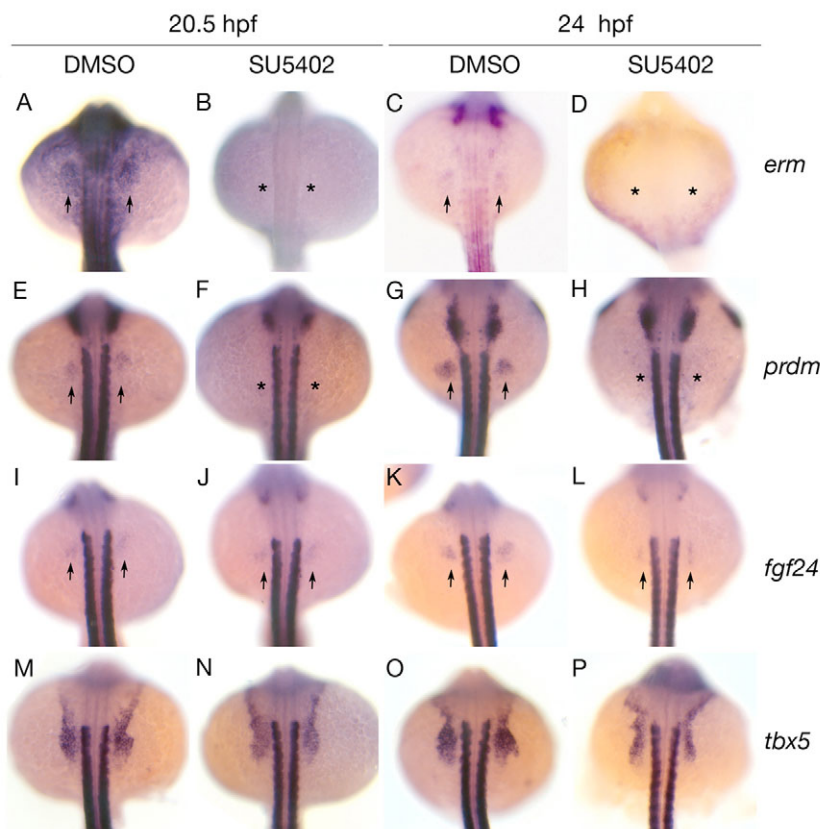 20.5 hpf 24 hpf
DMSO SU5402 DMSO SU5402
A B C D
erm
E F G H
prdm
I J K L
fgf24
M N O P
tbx5